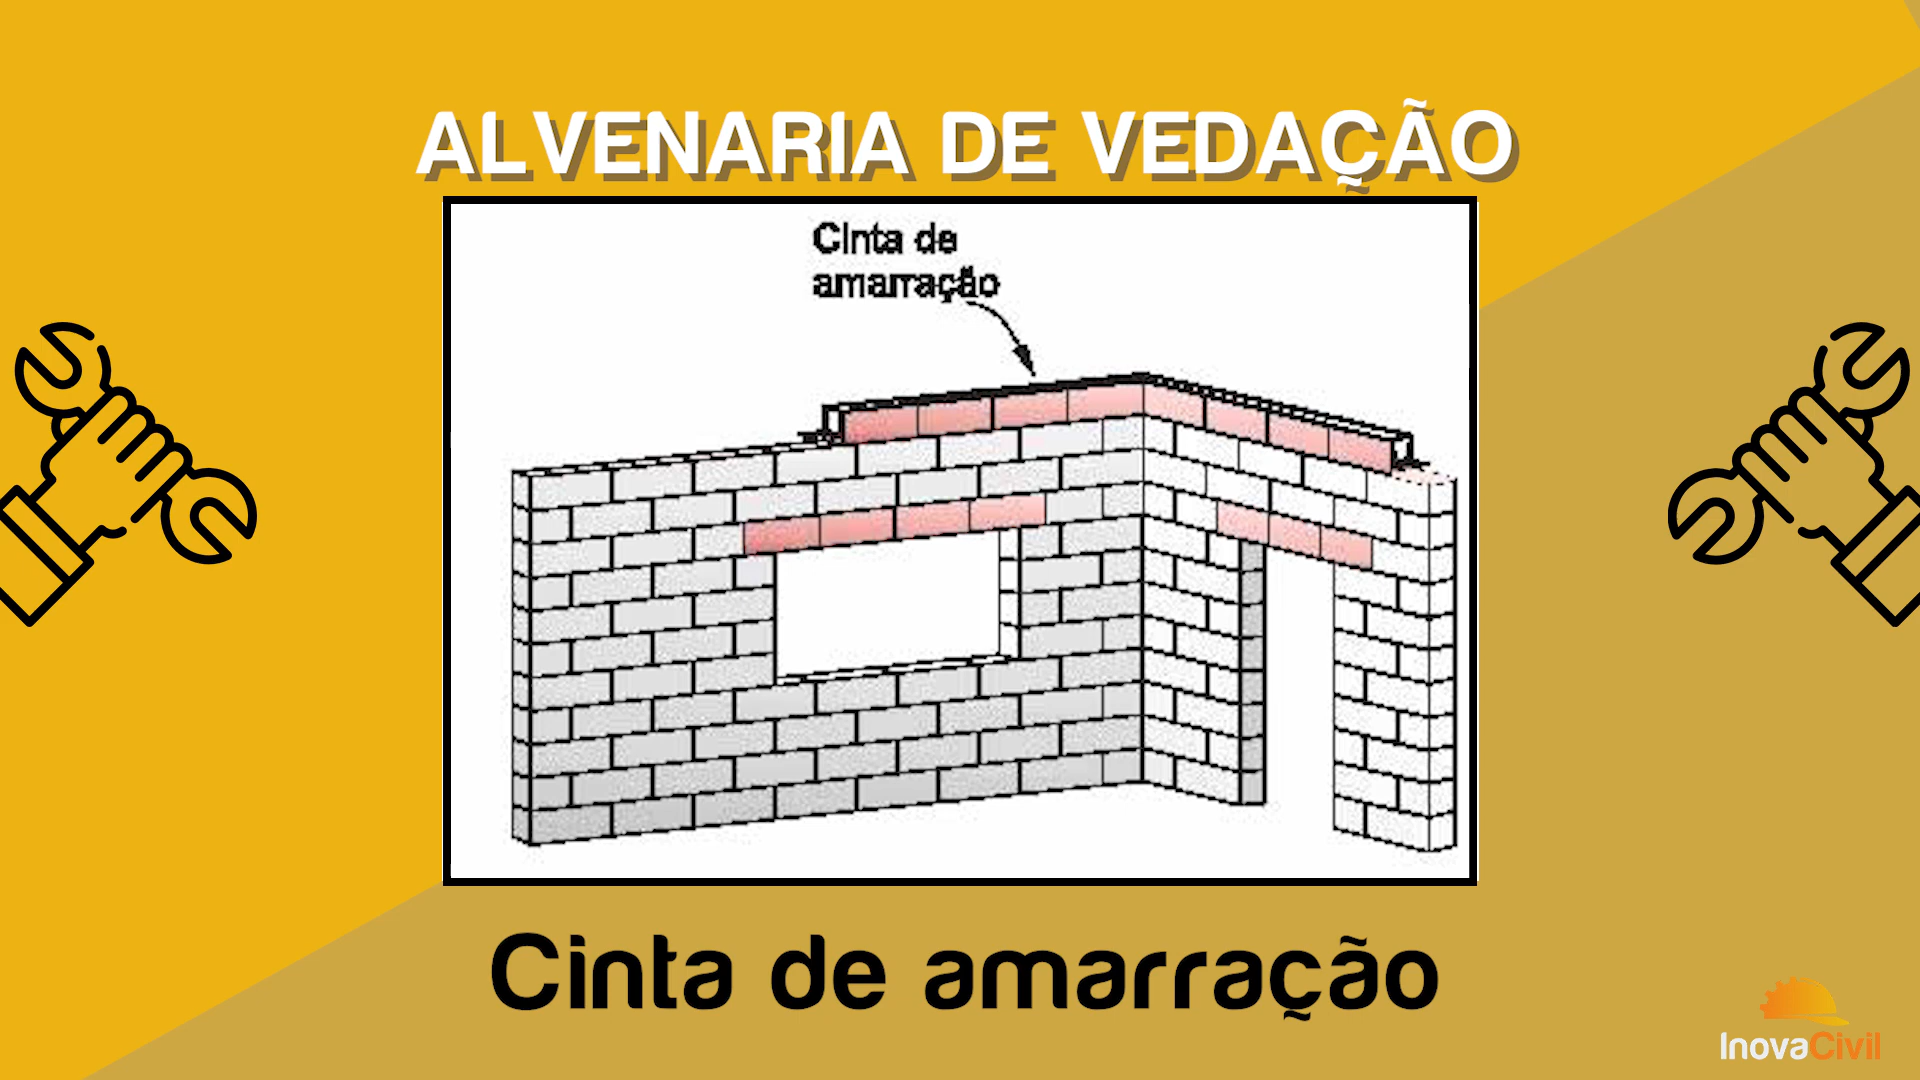 ALVENARIA DE VEDAÇÃO
Cinta de
amarração
Cinta de amarração
InovaCivil